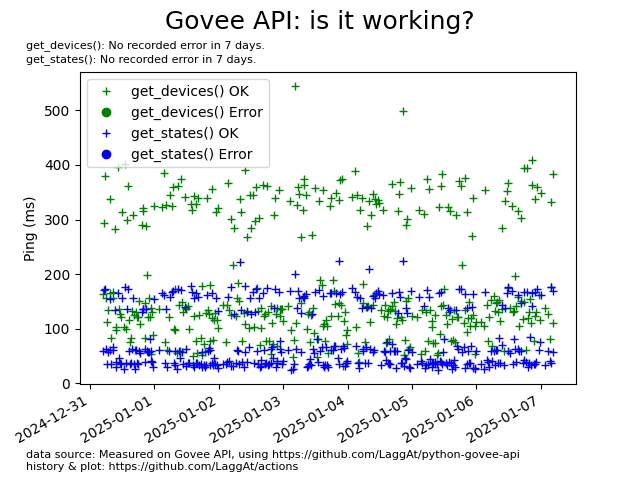 Govee API: is it working?
get_devices(): No recorded error in 7 days.
get_states(): No recorded error in 7 days.
get_devices() OK
get_devices() Error
get_states() OK
get_states() Error
Ping (ms)
500
400
300
200
100
0
2024-12-31
2025-01-01
2025-01-02
2025-01-03
2025-01-04
2025-01-05
2025-01-06
2025-01-07
data source: Measured on Govee API, using https://github.com/LaggAt/python-govee-api
history & plot: https://github.com/LaggAt/actions